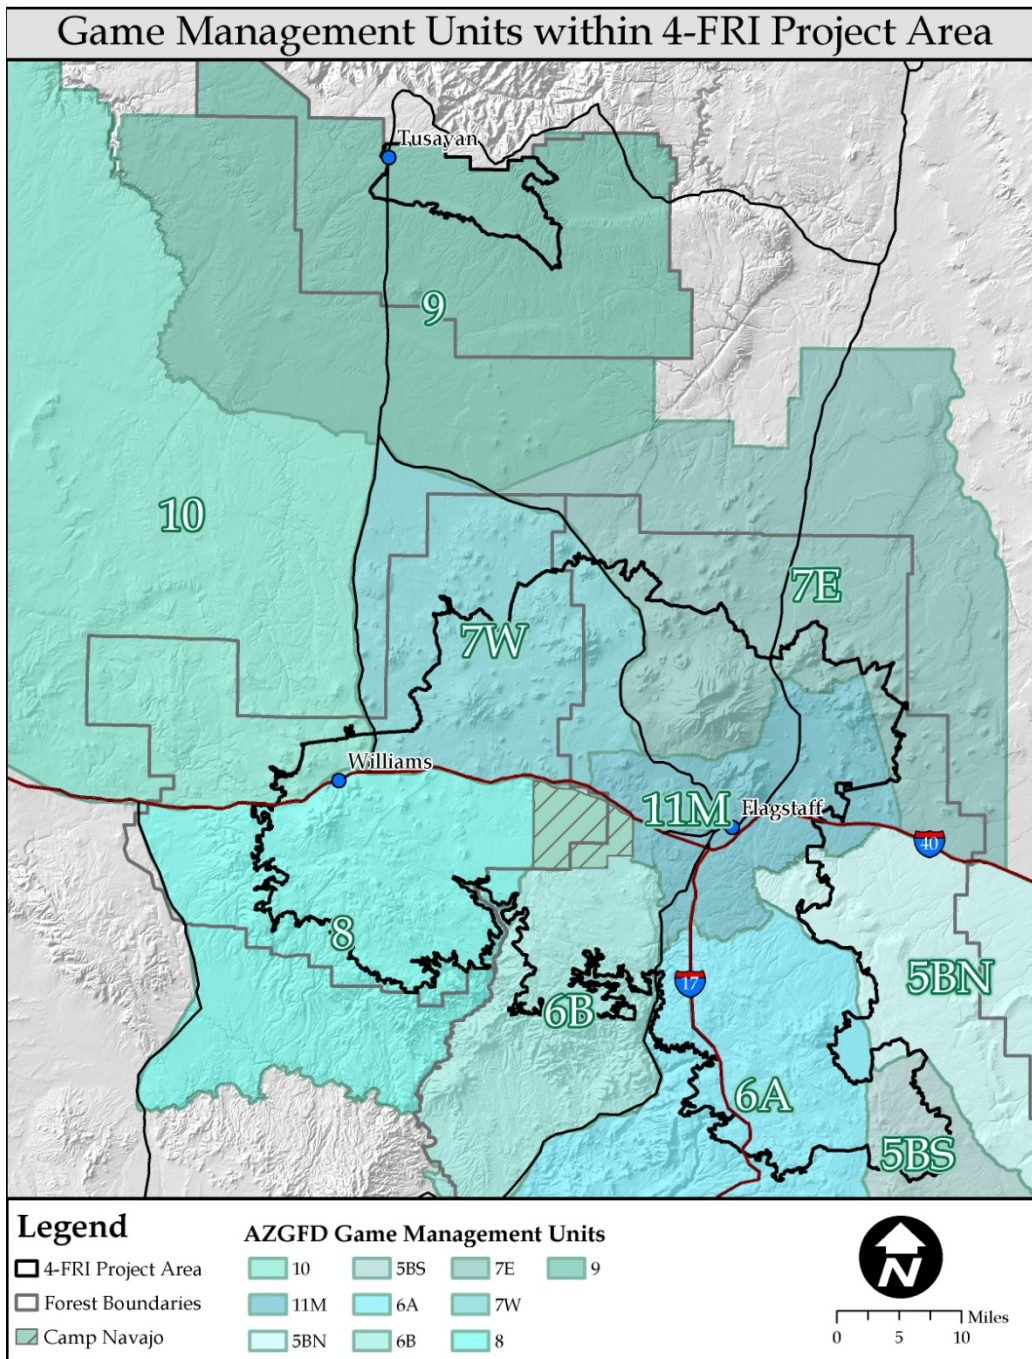 Game Management Units within 4-FRI Project Area
Tusayan
9
10
7E
7W
Williams
11M
Flagstaff
40
8
5BN
17
6B
6A
5BS
Legend
4-FRI Project Area
Forest Boundaries
Camp Navajo
AZGFD Game Management Units
10
5BS
7E
9
11M
6A
7W
5BN
6B
8
N
Miles
0 5 10